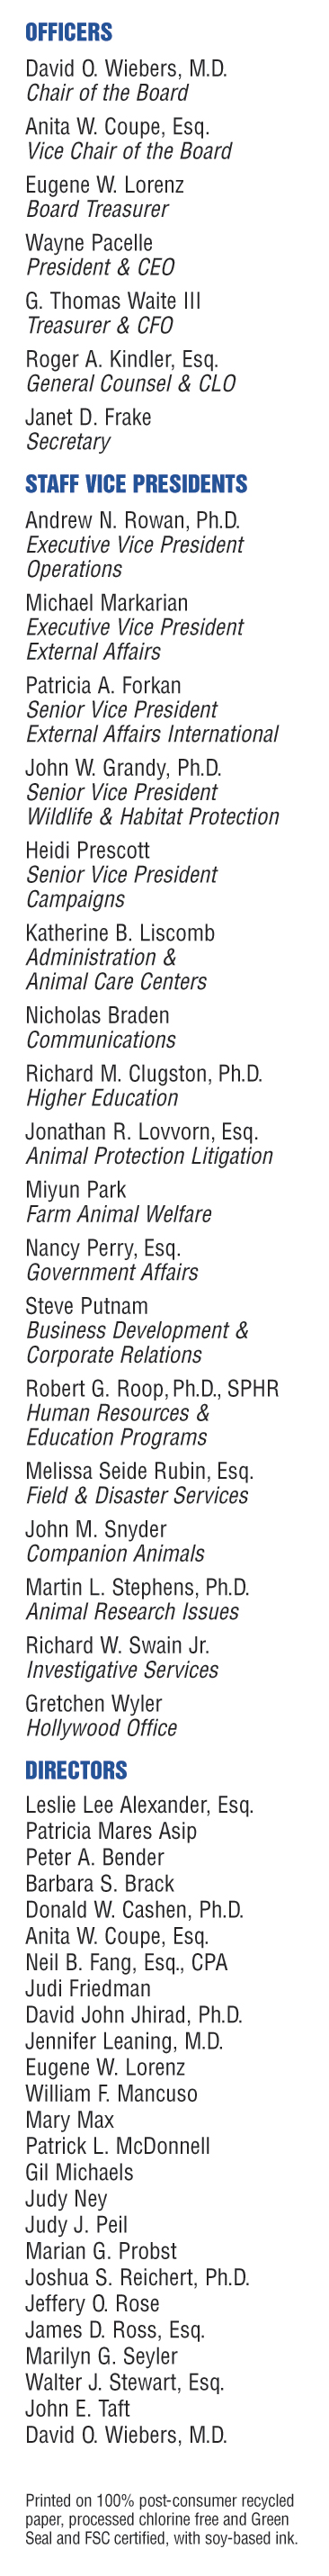 OFFICERS
David O. Wiebers, M.D.
Chair of the Board
Anita W. Coupe, Esq.
Vice Chair of the Board
Eugene W. Lorenz
Board Treasurer
Wayne Pacelle
President & CEO
G. Thomas Waite III
Treasurer & CFO
Roger A. Kindler, Esq.
General Counsel & CLO
Janet D. Frake
Secretary
STAFF VICE PRESIDENTS
Andrew N. Rowan, Ph.D.
Executive Vice President
Operations
Michael Markarian
Executive Vice President
External Affairs
Patricia A. Forkan
Senior Vice President
External Affairs International
John W. Grandy, Ph.D.
Senior Vice President
Wildlife & Habitat Protection
Heidi Prescott
Senior Vice President
Campaigns
Katherine B. Liscomb
Administration &
Animal Care Centers
Nicholas Braden
Communications
Richard M. Clugston, Ph.D.
Higher Education
Jonathan R. Lovvorn, Esq.
Animal Protection Litigation
Miyun Park
Farm Animal Welfare
Nancy Perry, Esq.
Government Affairs
Steve Putnam
Business Development &
Corporate Relations
Robert G. Roop, Ph.D., SPHR
Human Resources &
Education Programs
Melissa Seide Rubin, Esq.
Field & Disaster Services
John M. Snyder
Companion Animals
Martin L. Stephens, Ph.D.
Animal Research Issues
Richard W. Swain Jr.
Investigative Services
Gretchen Wyler
Hollywood Office
DIRECTORS
Leslie Lee Alexander, Esq.
Patricia Mares Asip
Peter A. Bender
Barbara S. Brack
Donald W. Cashen, Ph.D.
Anita W. Coupe, Esq.
Neil B. Fang, Esq., CPA
Judi Friedman
David John Jhirad, Ph.D.
Jennifer Leaning, M.D.
Eugene W. Lorenz
William F. Mancuso
Mary Max
Patrick L. McDonnell
Gil Michaels
Judy Ney
Judy J. Peil
Marian G. Probst
Joshua S. Reichert, Ph.D.
Jeffery O. Rose
James D. Ross, Esq.
Marilyn G. Seyler
Walter J. Stewart, Esq.
John E. Taft
David O. Wiebers, M.D.
Printed on 100% post-consumer recycled
paper, processed chlorine free and Green
Seal and FSC certified, with soy-based ink.